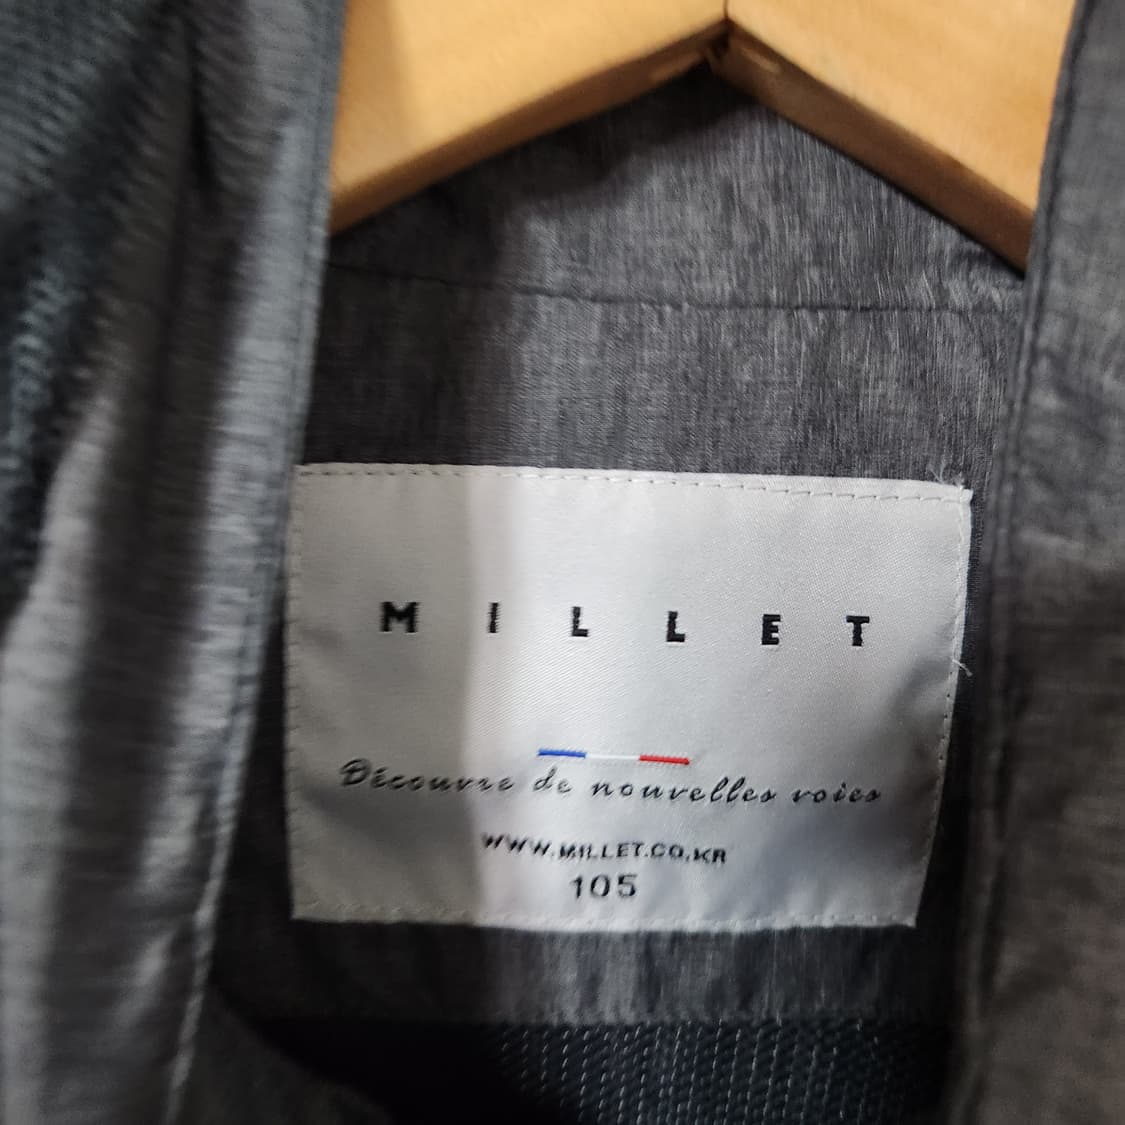 MILLET
Découvre de nouvelles voies
WWW.MILLET.CO.KR
105